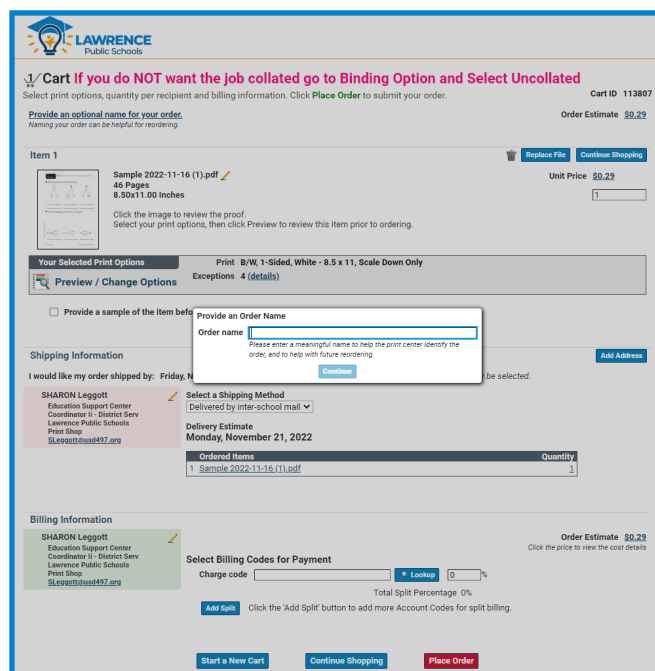 LAWRENCE
Public Schools
Cart If you do NOT want the job collated go to Binding Option and Select Uncollated
Select print options, quantity per recipient and billing information. Click Place Order to submit your order.
Cart ID 113807
Provide an optional name for your order.
Order Estimate $0.29
Naming your order can be helpful for reordering.
Item 1
Replace File
Continue Shopping
Sample 2022-11-16 (1).pdf
Unit Price $0.29
46 Pages
8.50x11.00 Inches
1
Click the image to review the proof.
Select your print options, then click Preview to review this item prior to ordering.
Your Selected Print Options
Print B/W, 1-Sided, White - 8.5 x 11, Scale Down Only
Preview / Change Options
Exceptions 4 (details)
Provide a sample of the item befo
Provide an Order Name
Order name
Please enter a meaningful name to help the print center identify the
order, and to help with future reordering.
Continue
Shipping Information
Add Address
I would like my order shipped by: Friday, N
be selected.
SHARON Leggott
Education Support Center
Coordinator Ii - District Serv
Lawrence Public Schools
Print Shop
SLeggott@usd497.org
Select a Shipping Method
Delivered by inter-school mail
Delivery Estimate
Monday, November 21, 2022
Ordered Items Quantity
1 Sample 2022-11-16 (1).pdf 1
Billing Information
SHARON Leggott
Education Support Center
Coordinator Ii - District Serv
Lawrence Public Schools
Print Shop
SLeggott@usd497.org
Order Estimate $0.29
Click the price to view the cost details
Select Billing Codes for Payment
Charge code
Lookup
0 %
Total Split Percentage 0%
Add Split
Click the 'Add Split' button to add more Account Codes for split billing.
Start a New Cart
Continue Shopping
Place Order